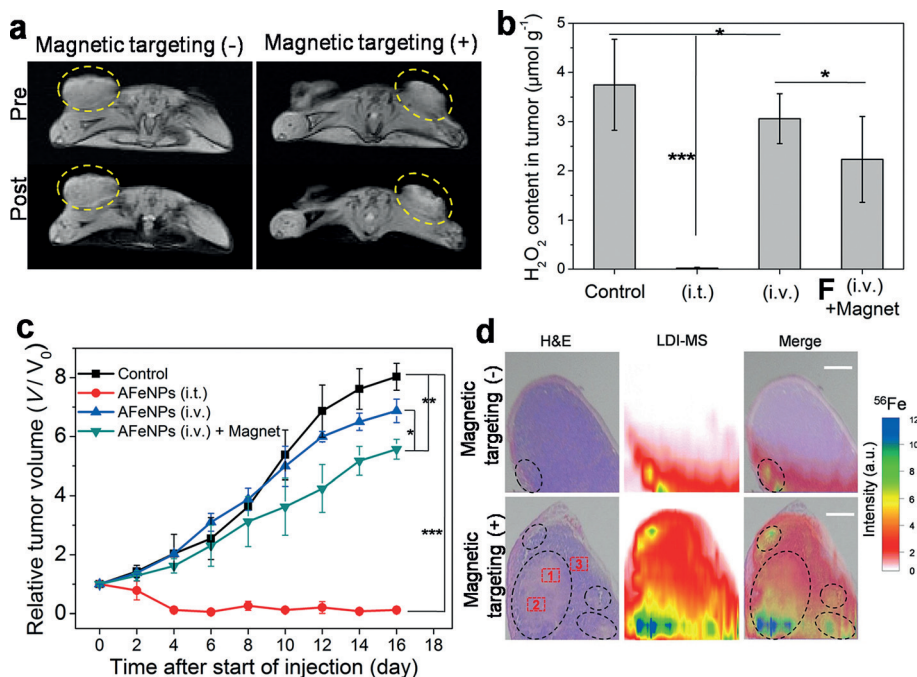 a
Magnetic targeting (-)
Magnetic targeting (+)
Pre
Post
b
H₂O₂ content in tumor (μmol g⁻¹)
5
4
3
2
1
0
*
*
***
Control
(i.t.)
(i.v.)
F (i.v.)
+Magnet
c
Relative tumor volume (V/ V₀)
8
6
4
2
0
Control
AFeNPs (i.t.)
AFeNPs (i.v.)
AFeNPs (i.v.) + Magnet
**
*
***
0 2 4 6 8 10 12 14 16 18
Time after start of injection (day)
d
H&E
LDI-MS
Merge
Magnetic
targeting (-)
Magnetic
targeting (+)
1
2
3
⁵⁶Fe
Intensity (a.u.)
12
10
8
6
4
2
0